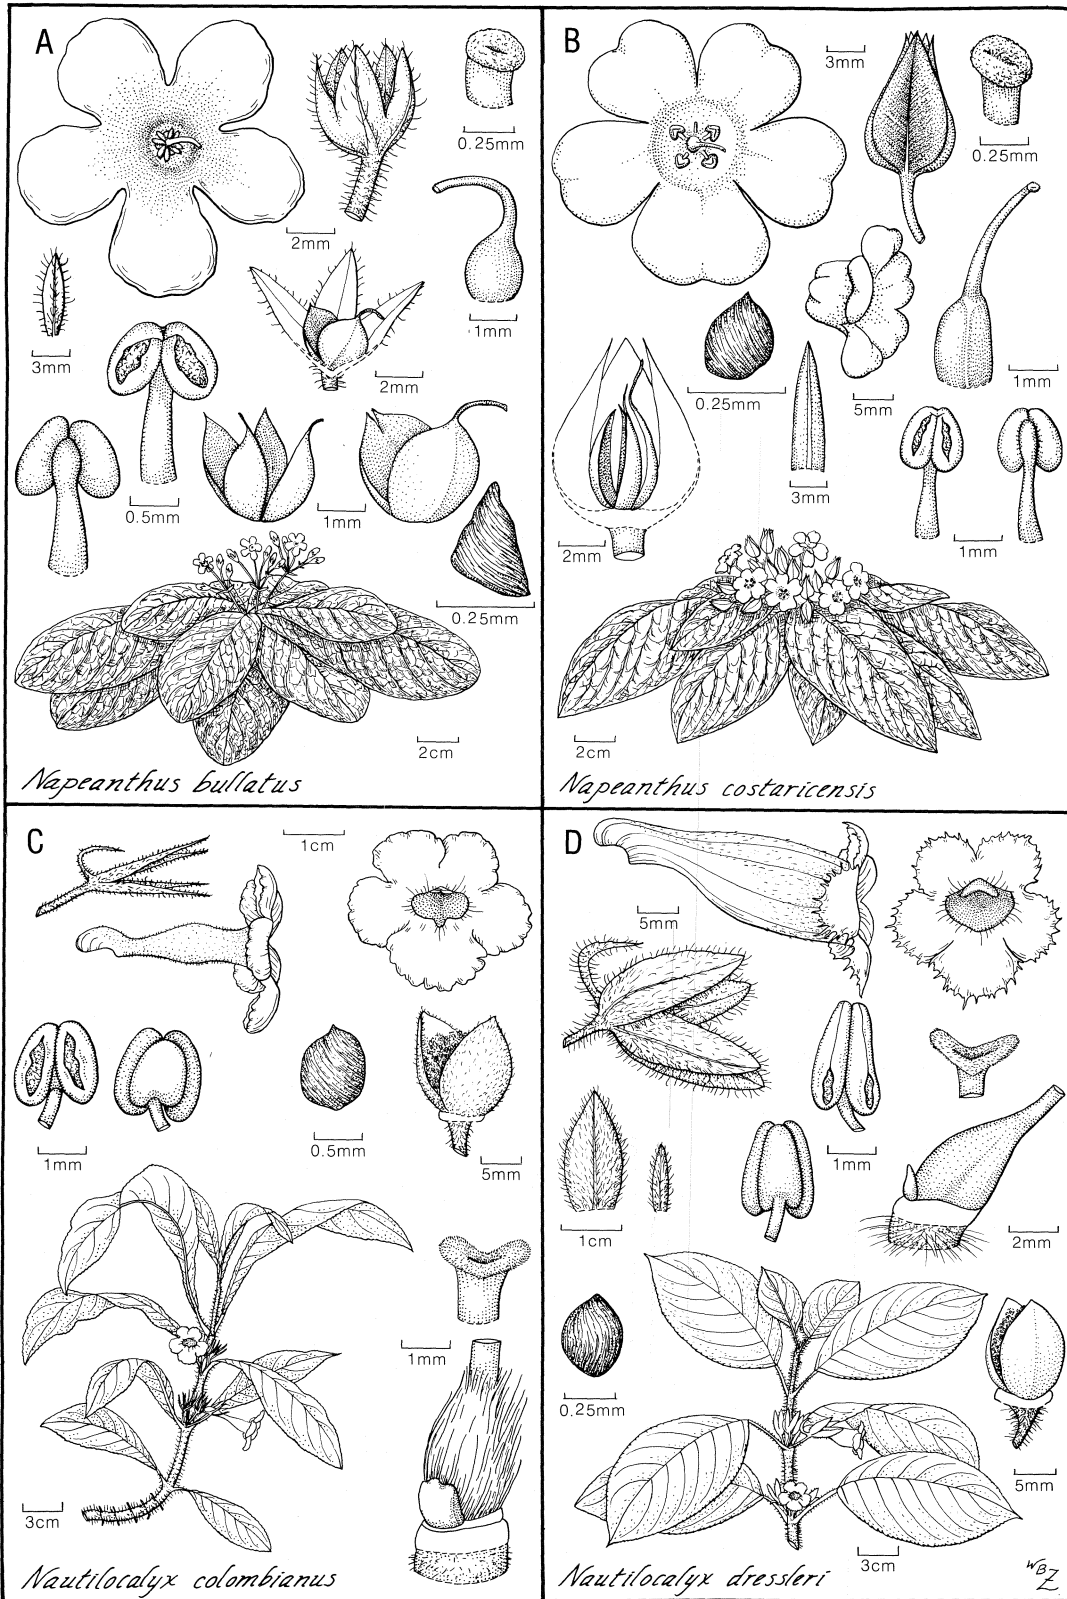 A
0.25mm
2mm
3mm
1mm
2mm
0.5mm
1mm
0.25mm
2cm
Napeanthus bullatus
B
3mm
0.25mm
0.25mm
5mm
1mm
3mm
2mm
1mm
2cm
Napeanthus costaricensis
C
1cm
1mm
0.5mm
5mm
1mm
3cm
Nautilocalyx colombianus
D
5mm
1mm
1cm
2mm
0.25mm
5mm
3cm
Nautilocalyx dressleri
WBZ